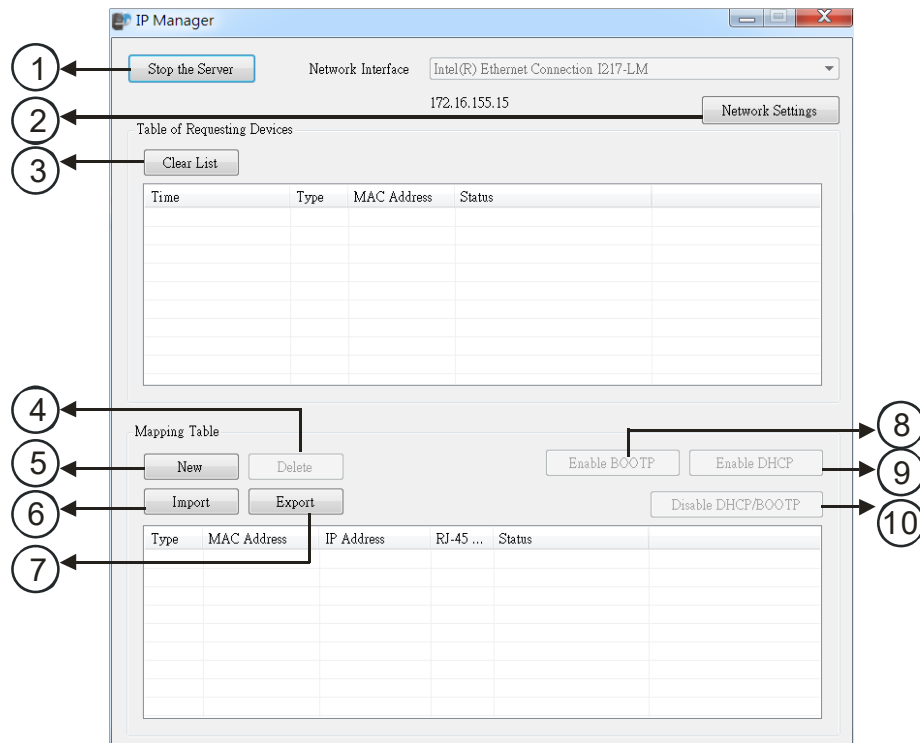 IP Manager
1 Stop the Server Network Interface Intel(R) Ethernet Connection I217-LM
172.16.155.15
2 Network Settings
Table of Requesting Devices
3 Clear List
Time Type MAC Address Status
4
Mapping Table
8
5 New Delete Enable BOOTP Enable DHCP
9
6 Import Export Disable DHCP/BOOTP
10
Type MAC Address IP Address RJ-45 ... Status
7